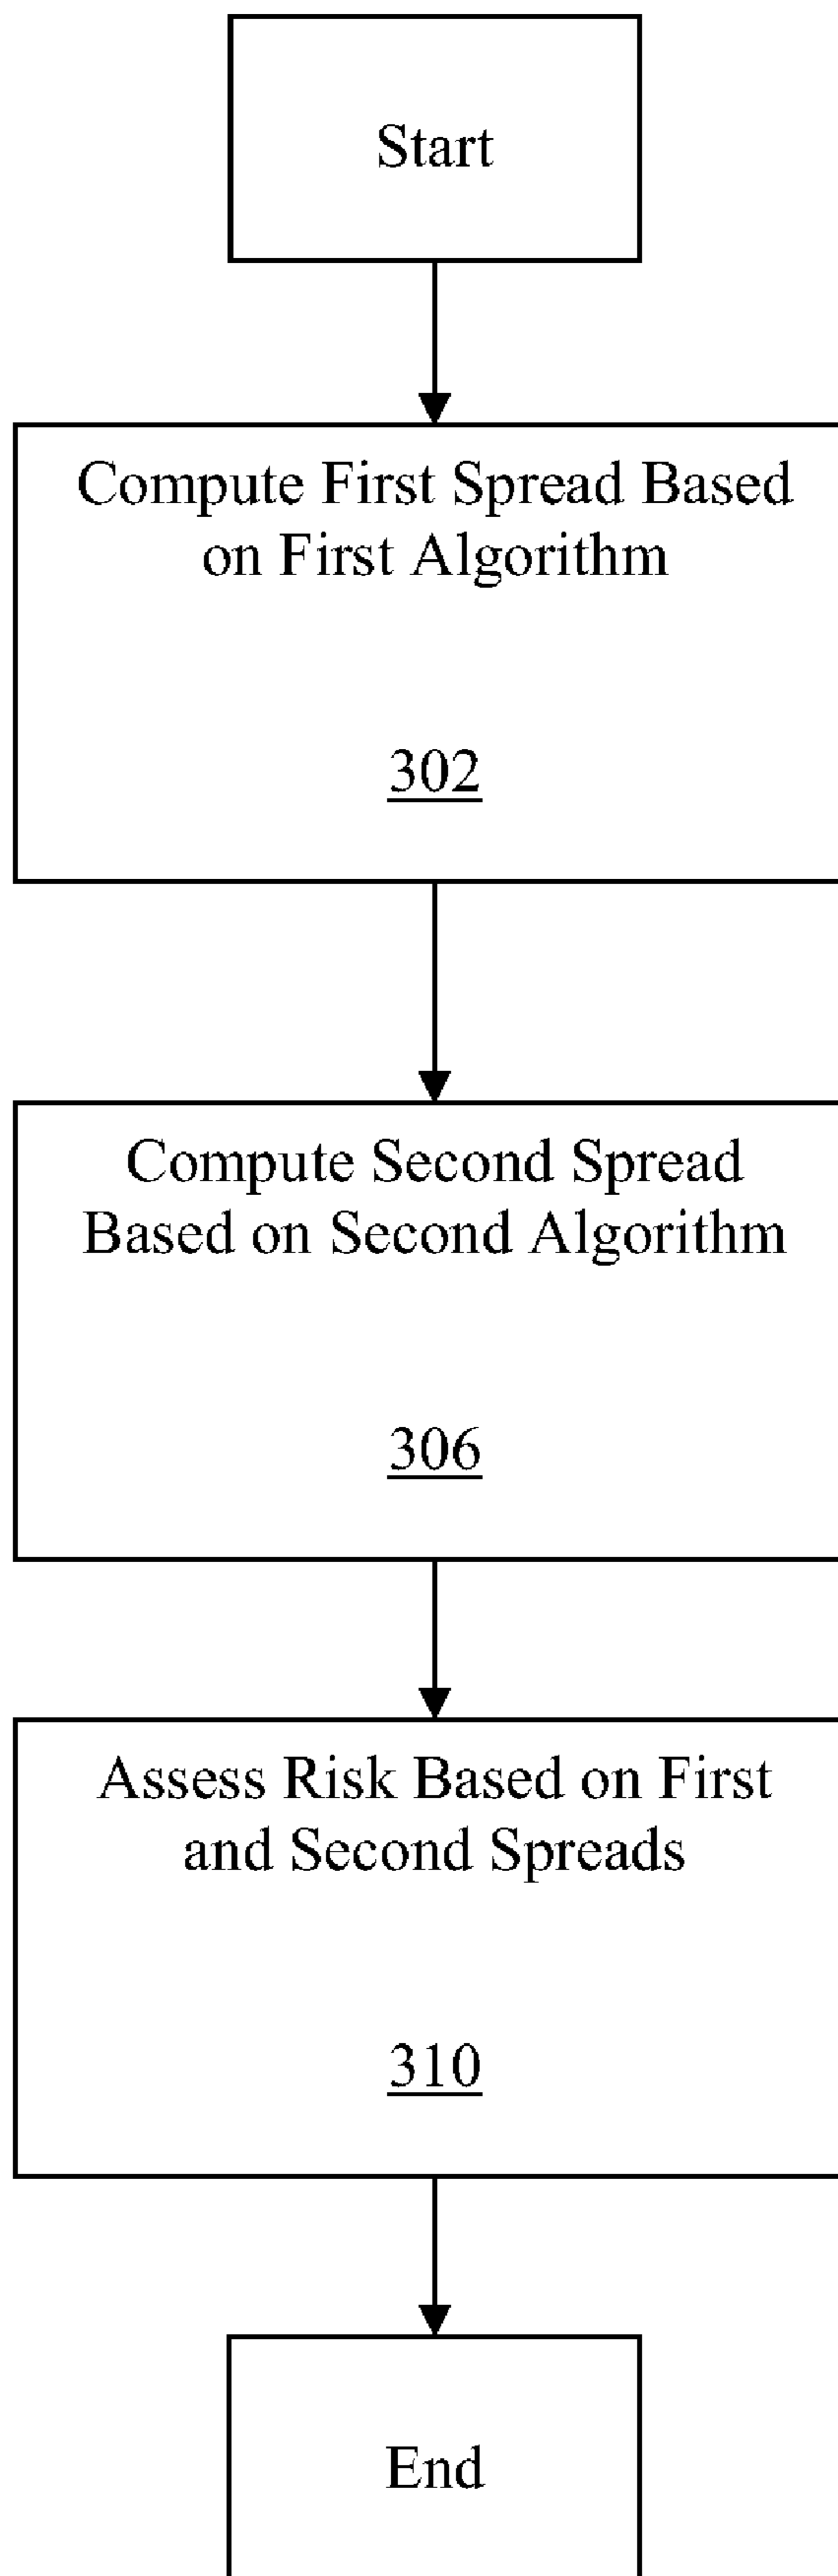 Start
Compute First Spread Based
on First Algorithm
302
Compute Second Spread
Based on Second Algorithm
306
Assess Risk Based on First
and Second Spreads
310
End